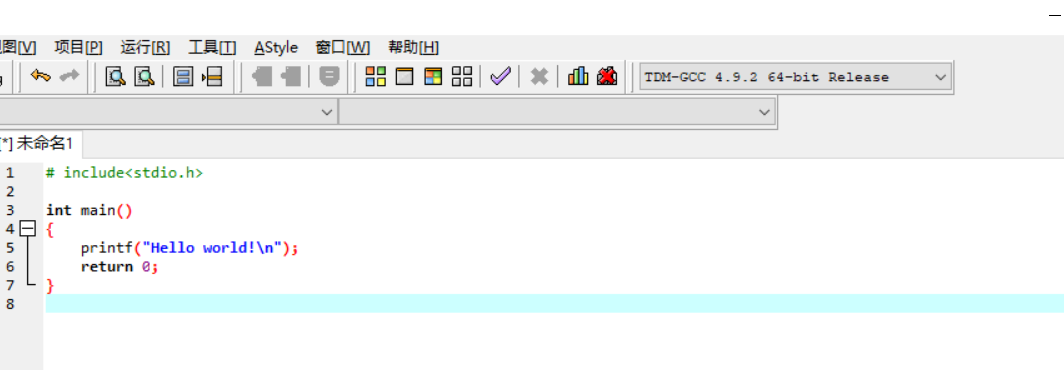 图[V] 项目[P] 运行[R] 工具[T] AStyle 窗口[W] 帮助[H]
TDM-GCC 4.9.2 64-bit Release
[*] 未命名1
1 # include<stdio.h>
2
3 int main()
4 {
5 printf("Hello world!\n");
6 return 0;
7 }
8